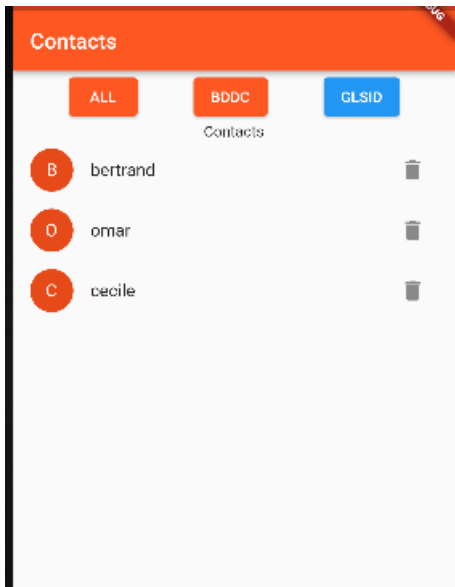 Contacts
ALL BDDC GLSID
Contacts
B bertrand
O omar
C cecile